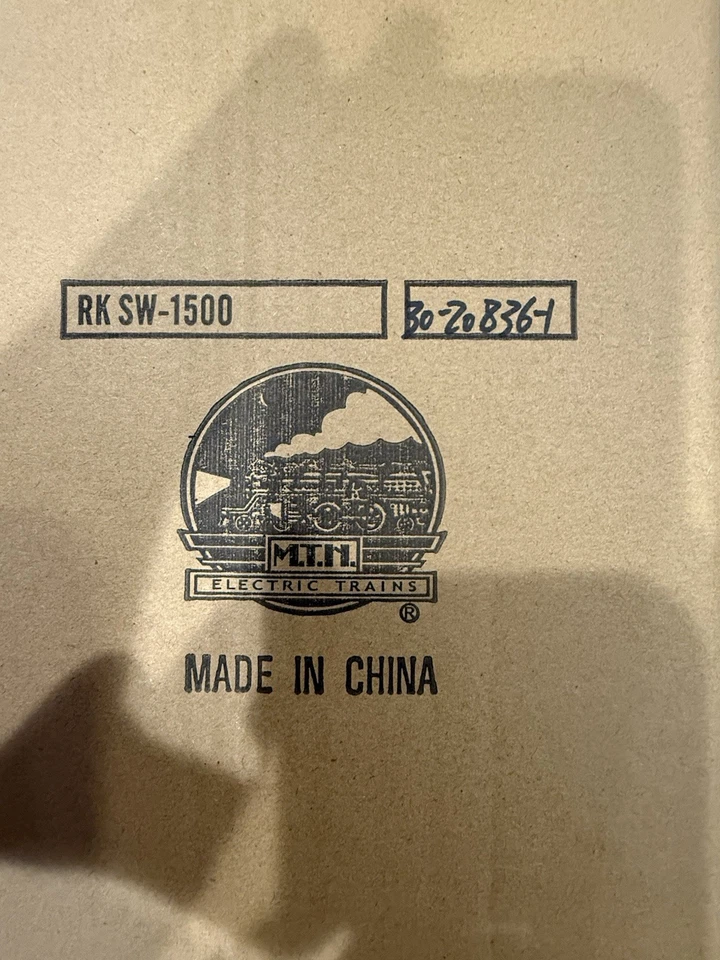 RK SW-1500
30-20836-1
M.T.H.
ELECTRIC TRAINS
®
MADE IN CHINA